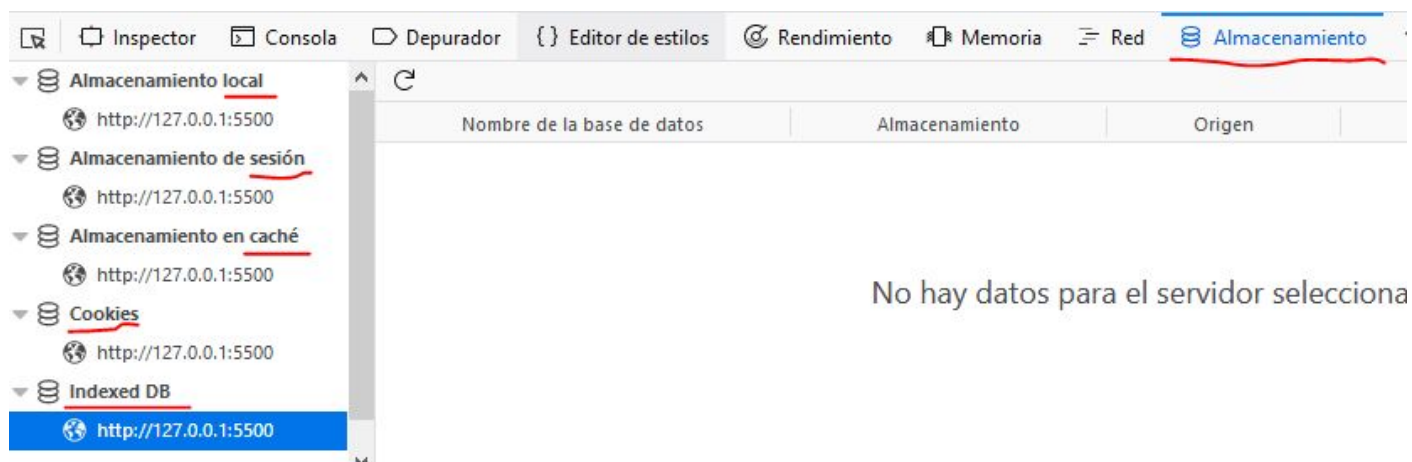 Inspector Consola Depurador {} Editor de estilos Rendimiento Memoria Red Almacenamiento
Almacenamiento local
http://127.0.0.1:5500
Nombre de la base de datos Almacenamiento Origen
Almacenamiento de sesión
http://127.0.0.1:5500
Almacenamiento en caché
http://127.0.0.1:5500
No hay datos para el servidor selecciona
Cookies
http://127.0.0.1:5500
Indexed DB
http://127.0.0.1:5500